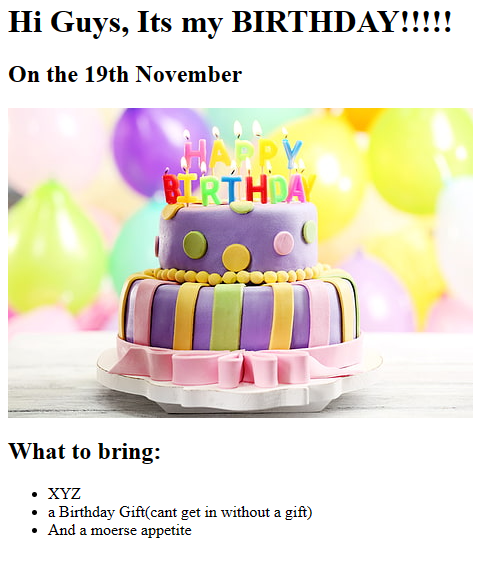 Hi Guys, Its my BIRTHDAY!!!!!
On the 19th November
HAPPY
BIRTHDAY
What to bring:
XYZ
a Birthday Gift(cant get in without a gift)
And a moerse appetite